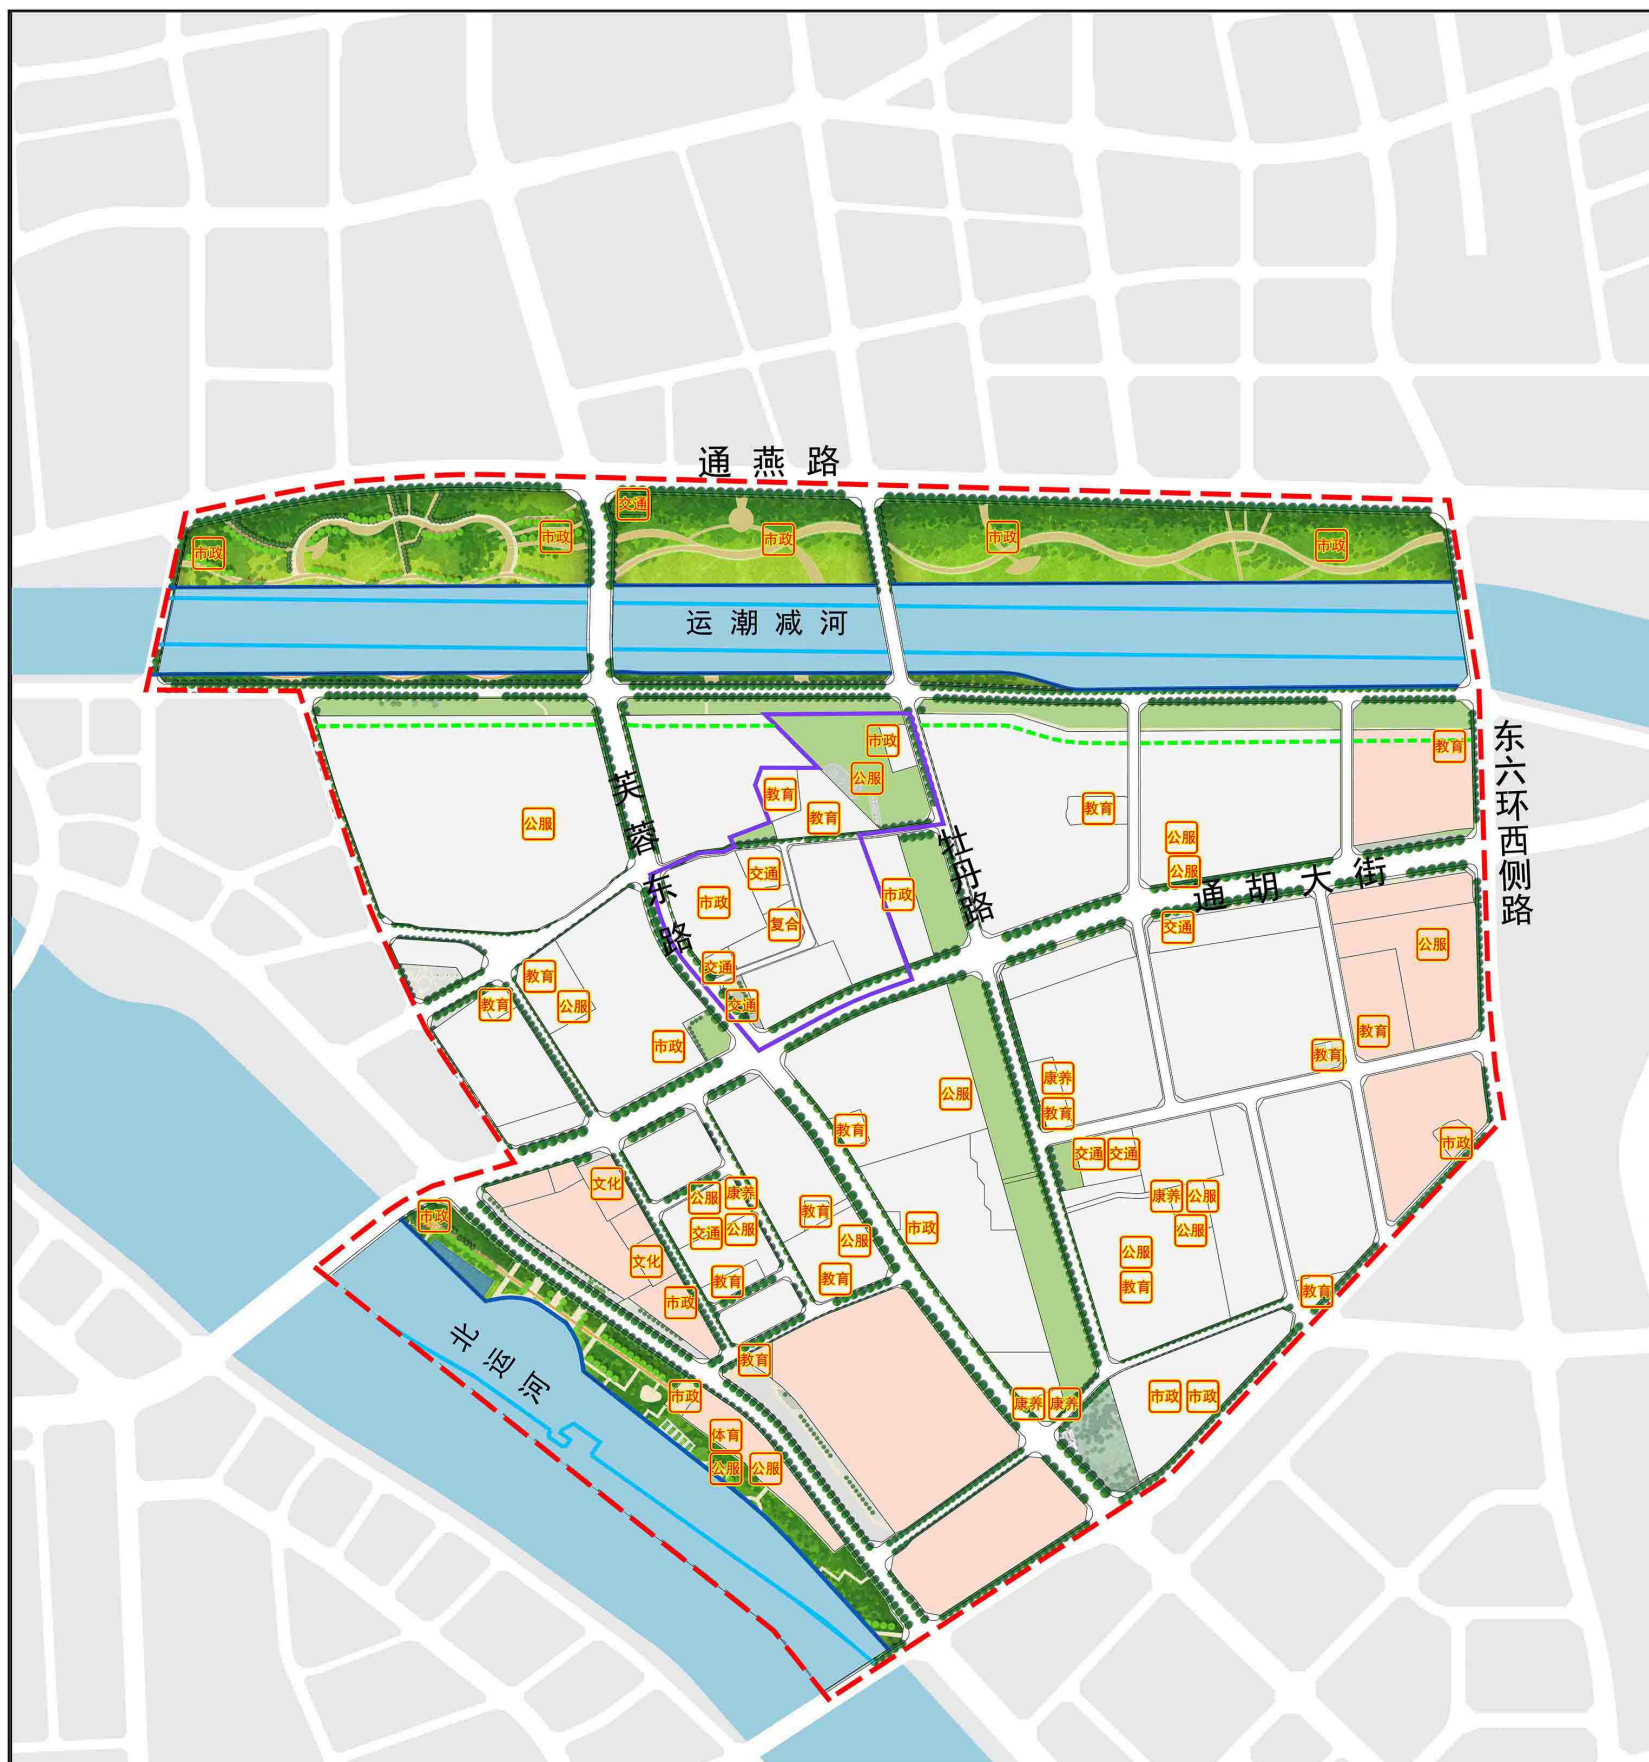 通燕路
交通
市政
市政
市政
市政
市政
运潮减河
东六环西侧路
芙蓉东路
牡丹路
通胡大街
市政
教育
公服
教育
教育
教育
公服
公服
公服
交通
市政
市政
复合
交通
公服
交通
教育
公服
教育
交通
教育
市政
教育
康养
公服
教育
教育
市政
交通
交通
文化
公服
康养
康养
公服
教育
市政
交通
公服
市政
公服
公服
公服
文化
教育
教育
教育
教育
市政
北运河
教育
市政
康养
康养
市政
市政
体育
公服
公服